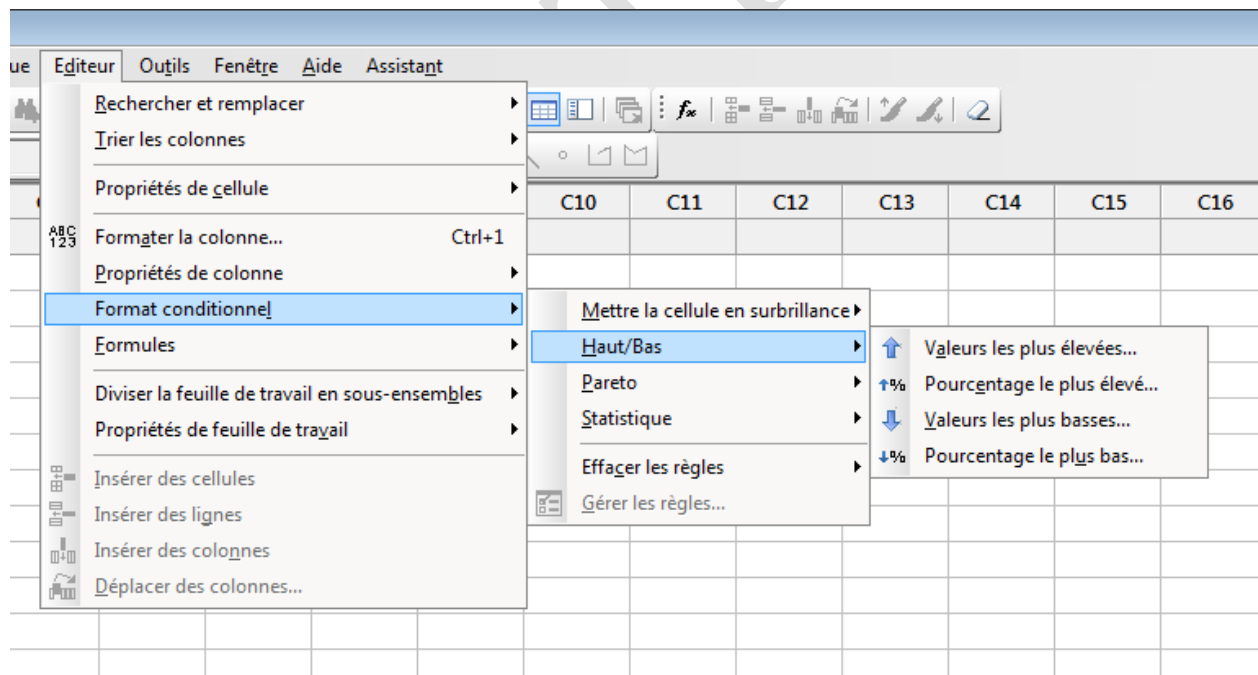 ue Editeur Outils Fenêtre Aide Assistant
Rechercher et remplacer
Trier les colonnes
Propriétés de cellule
C10 C11 C12 C13 C14 C15 C16
ABC 123 Formater la colonne... Ctrl+1
Propriétés de colonne
Format conditionnel
Formules
Diviser la feuille de travail en sous-ensembles
Propriétés de feuille de travail
Insérer des cellules
Insérer des lignes
Insérer des colonnes
Déplacer des colonnes...
Mettre la cellule en surbrillance
Haut/Bas
Pareto
Statistique
Effacer les règles
Gérer les règles...
Valeurs les plus élevées...
% Pourcentage le plus élevé...
Valeurs les plus basses...
% Pourcentage le plus bas...